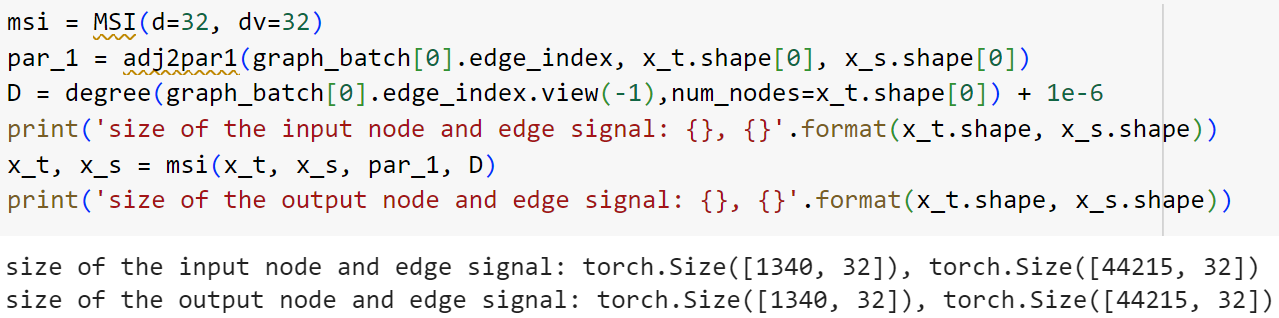 msi = MSI(d=32, dv=32)
par_1 = adj2par1(graph_batch[0].edge_index, x_t.shape[0], x_s.shape[0])
D = degree(graph_batch[0].edge_index.view(-1),num_nodes=x_t.shape[0]) + 1e-6
print('size of the input node and edge signal: {}, {}'.format(x_t.shape, x_s.shape))
x_t, x_s = msi(x_t, x_s, par_1, D)
print('size of the output node and edge signal: {}, {}'.format(x_t.shape, x_s.shape))
size of the input node and edge signal: torch.Size([1340, 32]), torch.Size([44215, 32])
size of the output node and edge signal: torch.Size([1340, 32]), torch.Size([44215, 32])